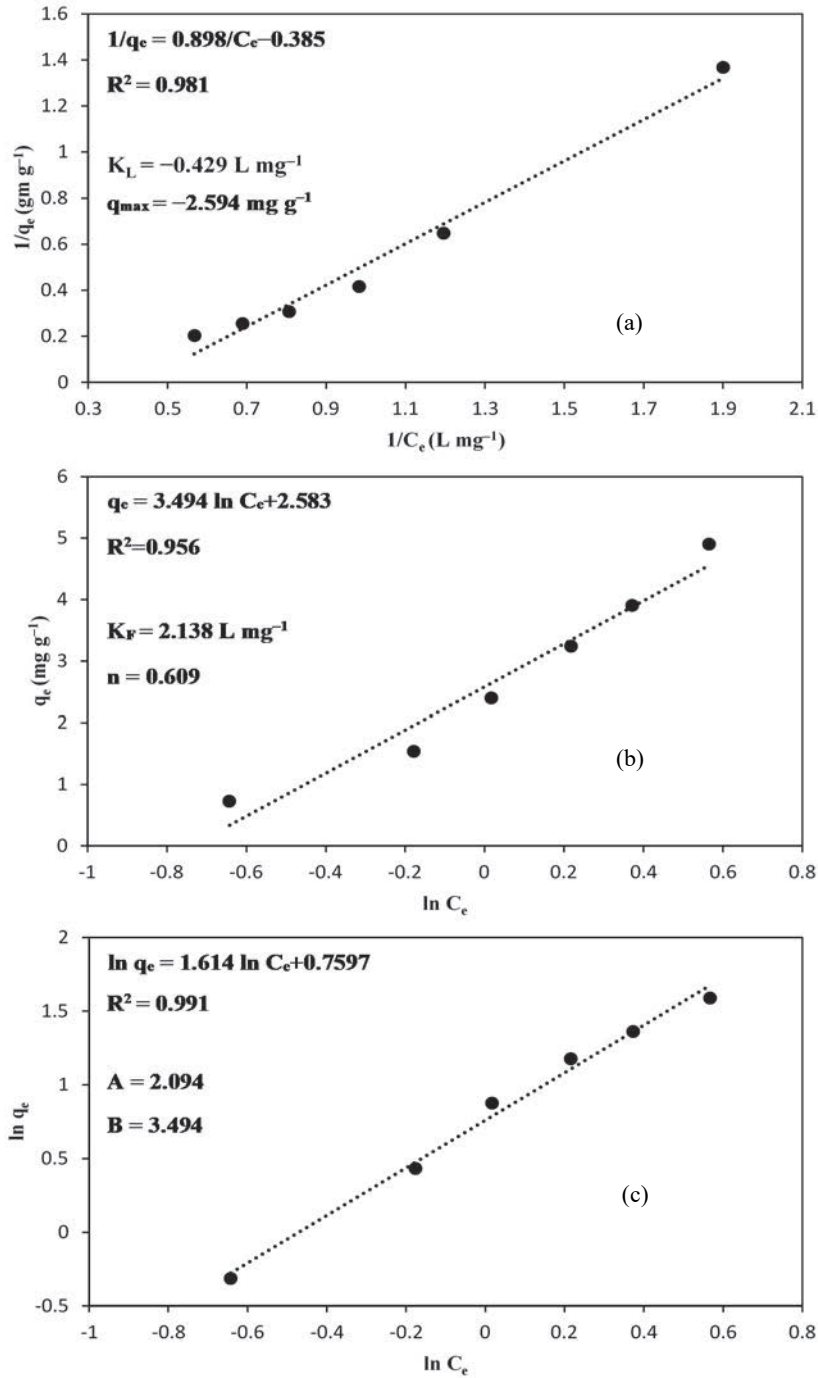 1.6
1/qₑ = 0.898/Cₑ−0.385
1.4
R² = 0.981
1.2
K_L = −0.429 L mg⁻¹
1
qmax = −2.594 mg g⁻¹
0.8
1/qₑ (gm g⁻¹)
0.6
0.4
(a)
0.2
0
0.3 0.5 0.7 0.9 1.1 1.3 1.5 1.7 1.9 2.1
1/Cₑ (L mg⁻¹)
6
qₑ = 3.494 ln Cₑ+2.583
5
R²=0.956
4
K_F = 2.138 L mg⁻¹
3
n = 0.609
qₑ (mg g⁻¹)
2
(b)
1
0
-1 -0.8 -0.6 -0.4 -0.2 0 0.2 0.4 0.6 0.8
ln Cₑ
2
ln qₑ = 1.614 ln Cₑ+0.7597
R² = 0.991
1.5
A = 2.094
1
B = 3.494
ln qₑ
0.5
(c)
0
-0.5
-1 -0.8 -0.6 -0.4 -0.2 0 0.2 0.4 0.6 0.8
ln Cₑ